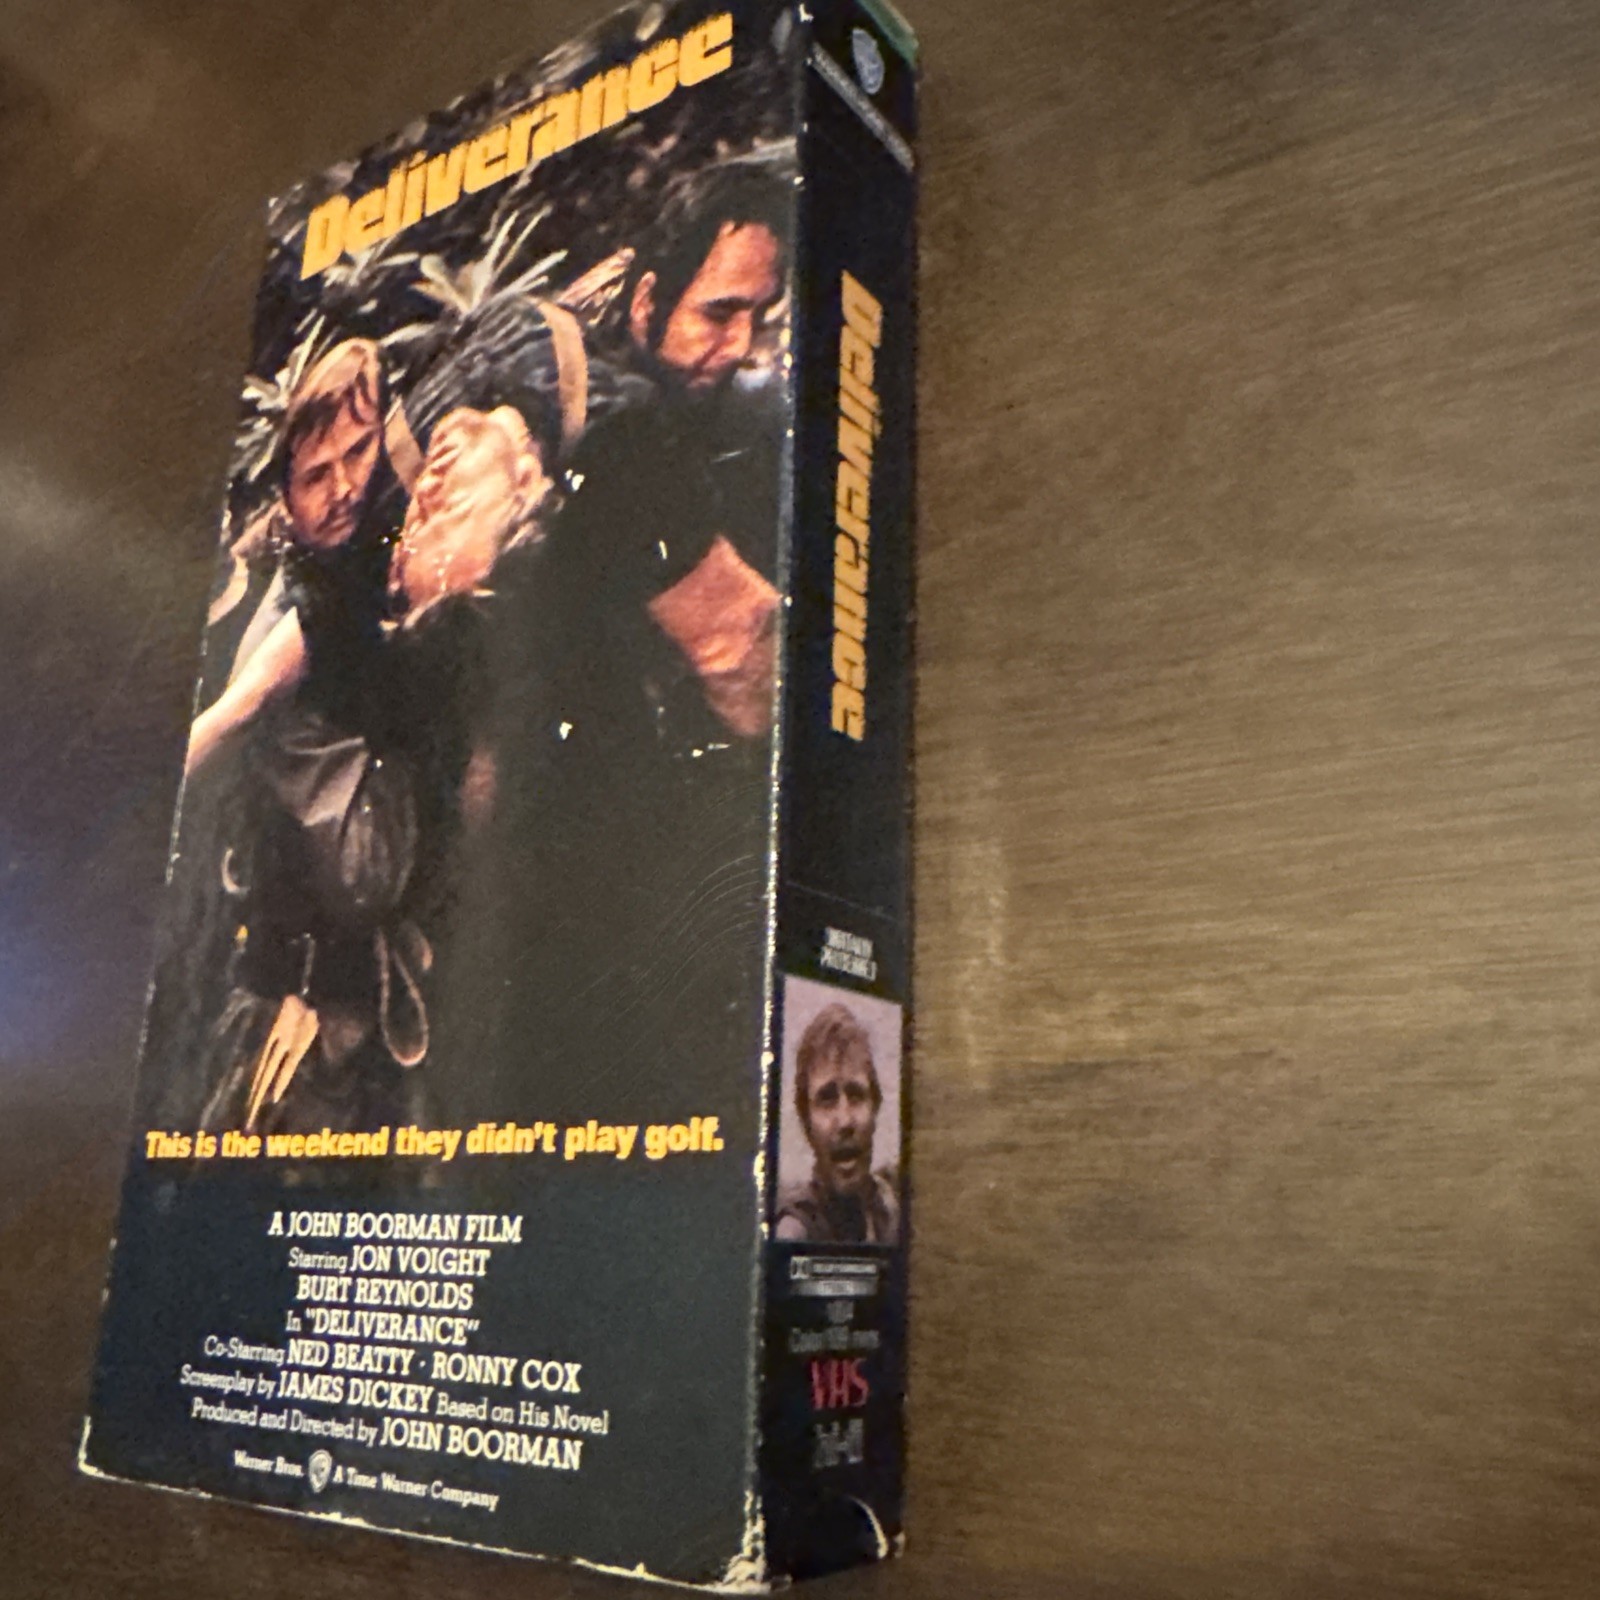 Deliverance
This is the weekend they didn't play golf.
A JOHN BOORMAN FILM
Starring JON VOIGHT
BURT REYNOLDS
In "DELIVERANCE"
Co-Starring NED BEATTY · RONNY COX
Screenplay by JAMES DICKEY Based on His Novel
Produced and Directed by JOHN BOORMAN
Warner Bros. A Time Warner Company
Deliverance
VHS